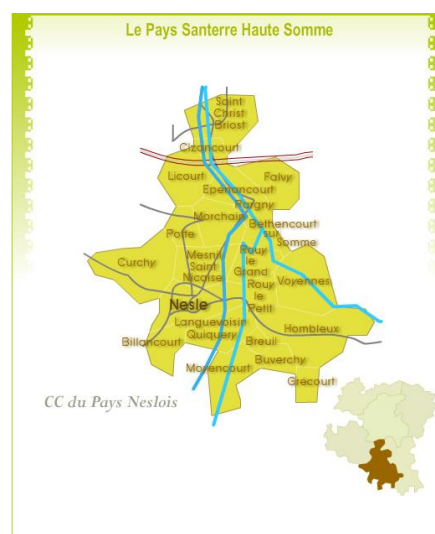 Le Pays Santerre Haute Somme
Saint
Christ
Briost
Cizancourt
Licourt
Falvy
Epénancourt
Pargny
Morchain
Béthencourt
sur
Somme
Potte
Rouy
le
Grand
Mesnil
Saint
Nicaise
Curchy
Voyennes
Rouy
le
Petit
Nesle
Languevoisin
Quiquery
Hombleux
Billancourt
Breuil
Buverchy
Moyencourt
Grécourt
CC du Pays Neslois